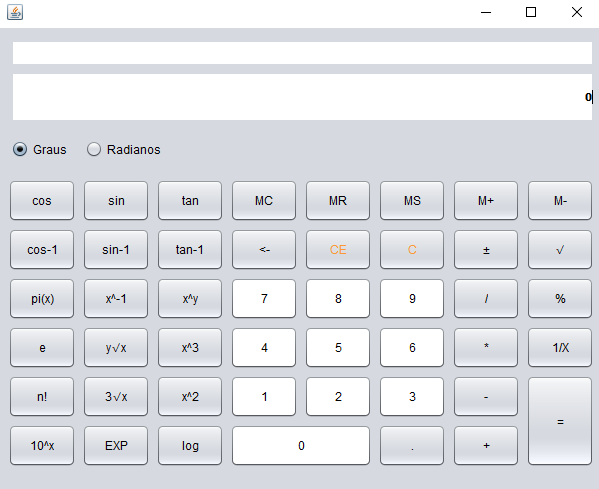 0
Graus Radianos
cos sin tan MC MR MS M+ M-
cos-1 sin-1 tan-1 <- CE C ± √
pi(x) x^-1 x^y 7 8 9 / %
e y√x x^3 4 5 6 * 1/X
n! 3√x x^2 1 2 3 - =
10^x EXP log 0 . +